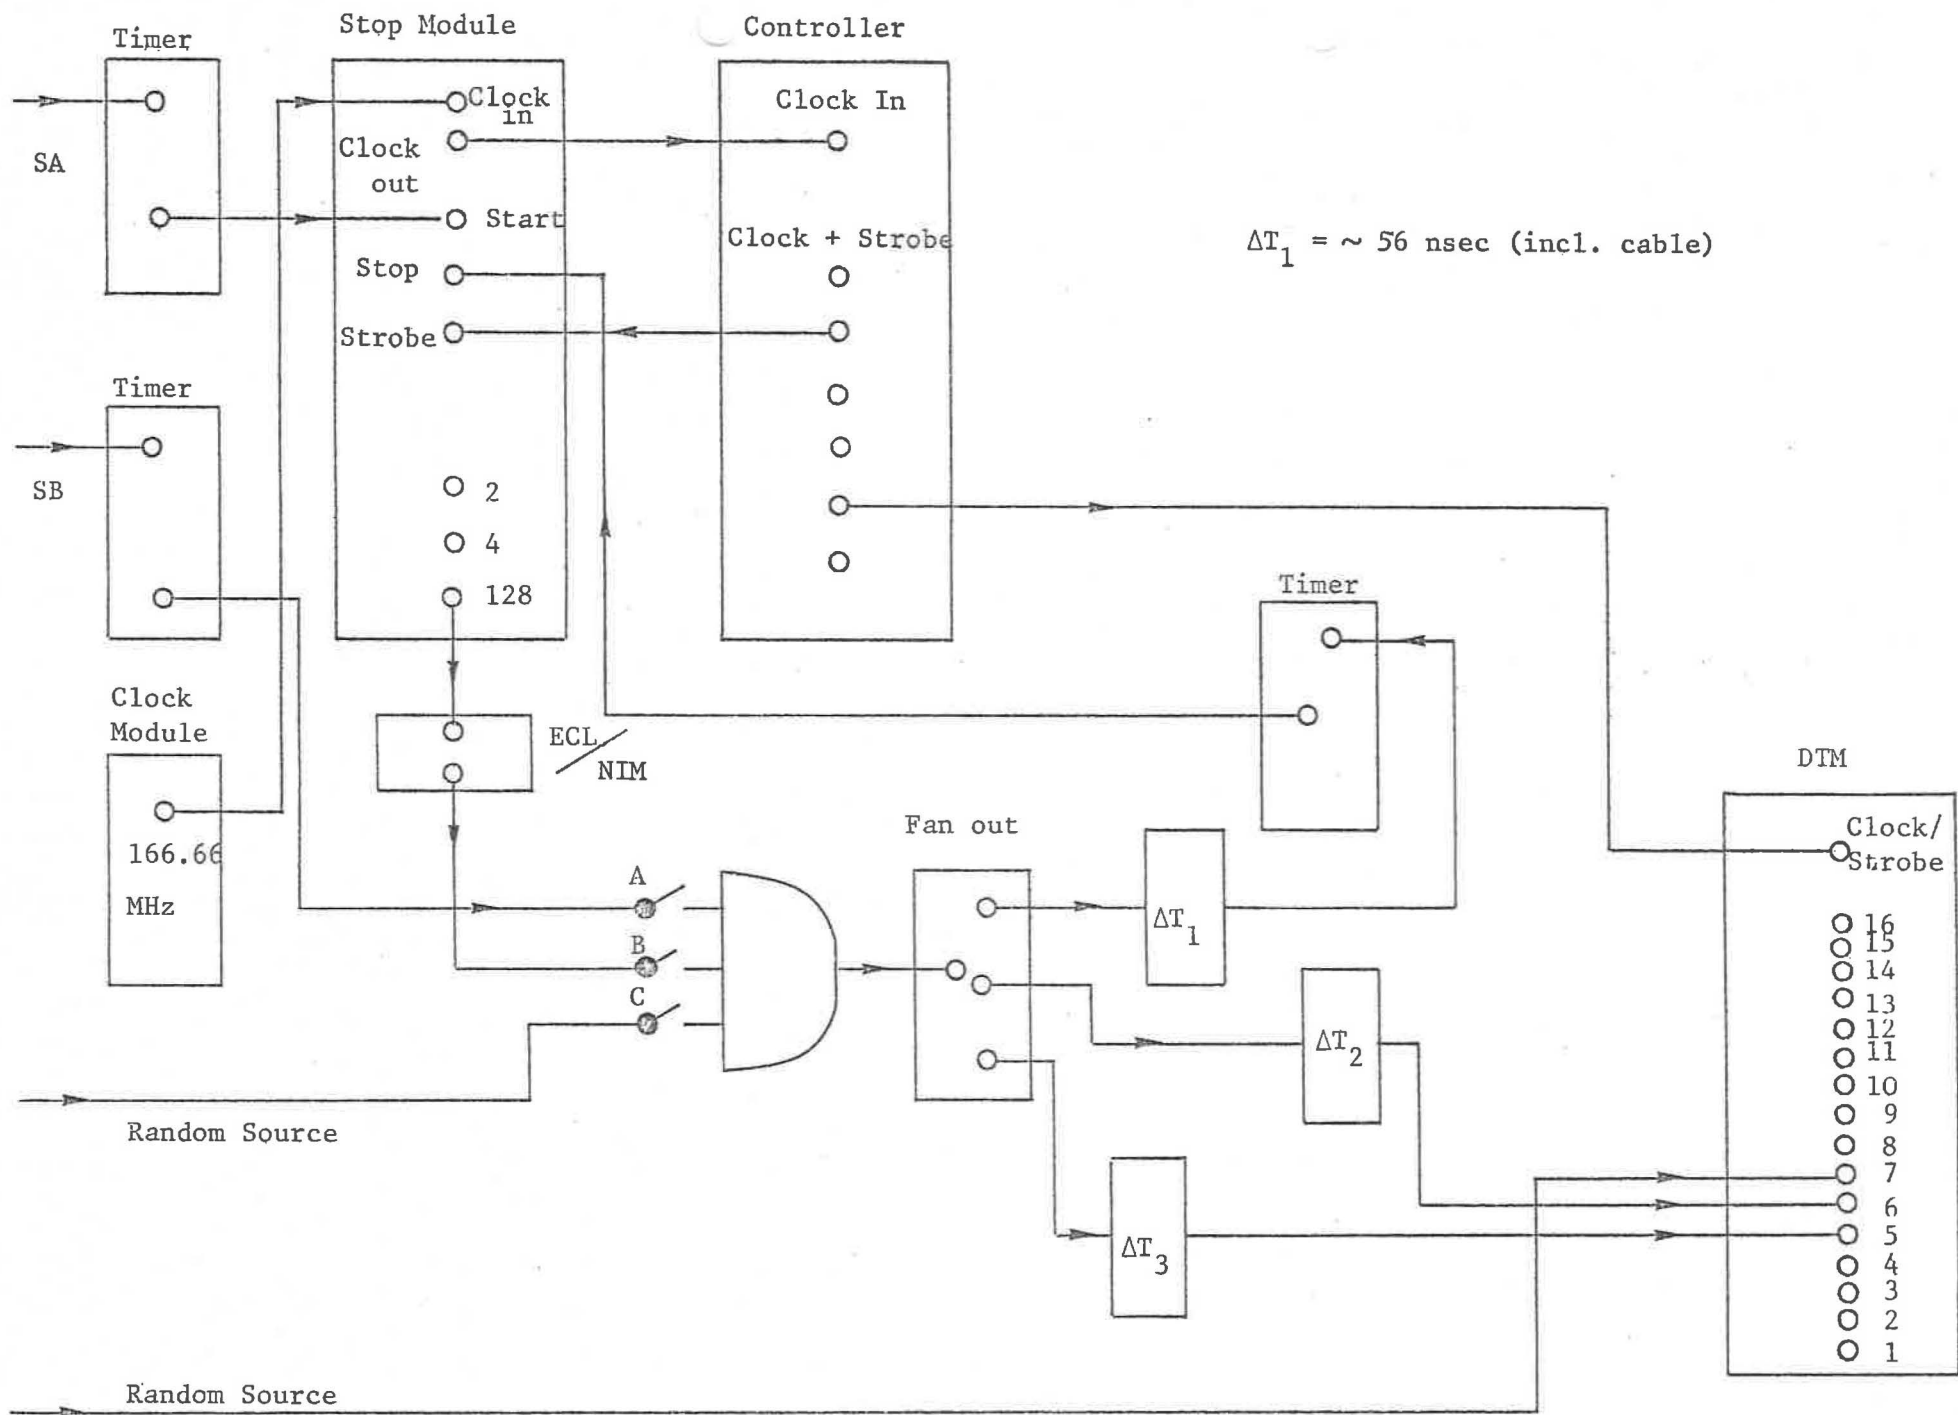 Timer
Stop Module
Controller
Clock
in
Clock In
SA
Clock
out
Start
Clock + Strobe
ΔT1 = ~ 56 nsec (incl. cable)
Stop
Strobe
Timer
SB
2
4
128
Timer
Clock
Module
ECL/
NIM
166.66
MHz
DTM
Fan out
Clock/
Strobe
A
B
C
ΔT1
ΔT2
ΔT3
16
15
14
13
12
11
10
9
8
7
6
5
4
3
2
1
Random Source
Random Source